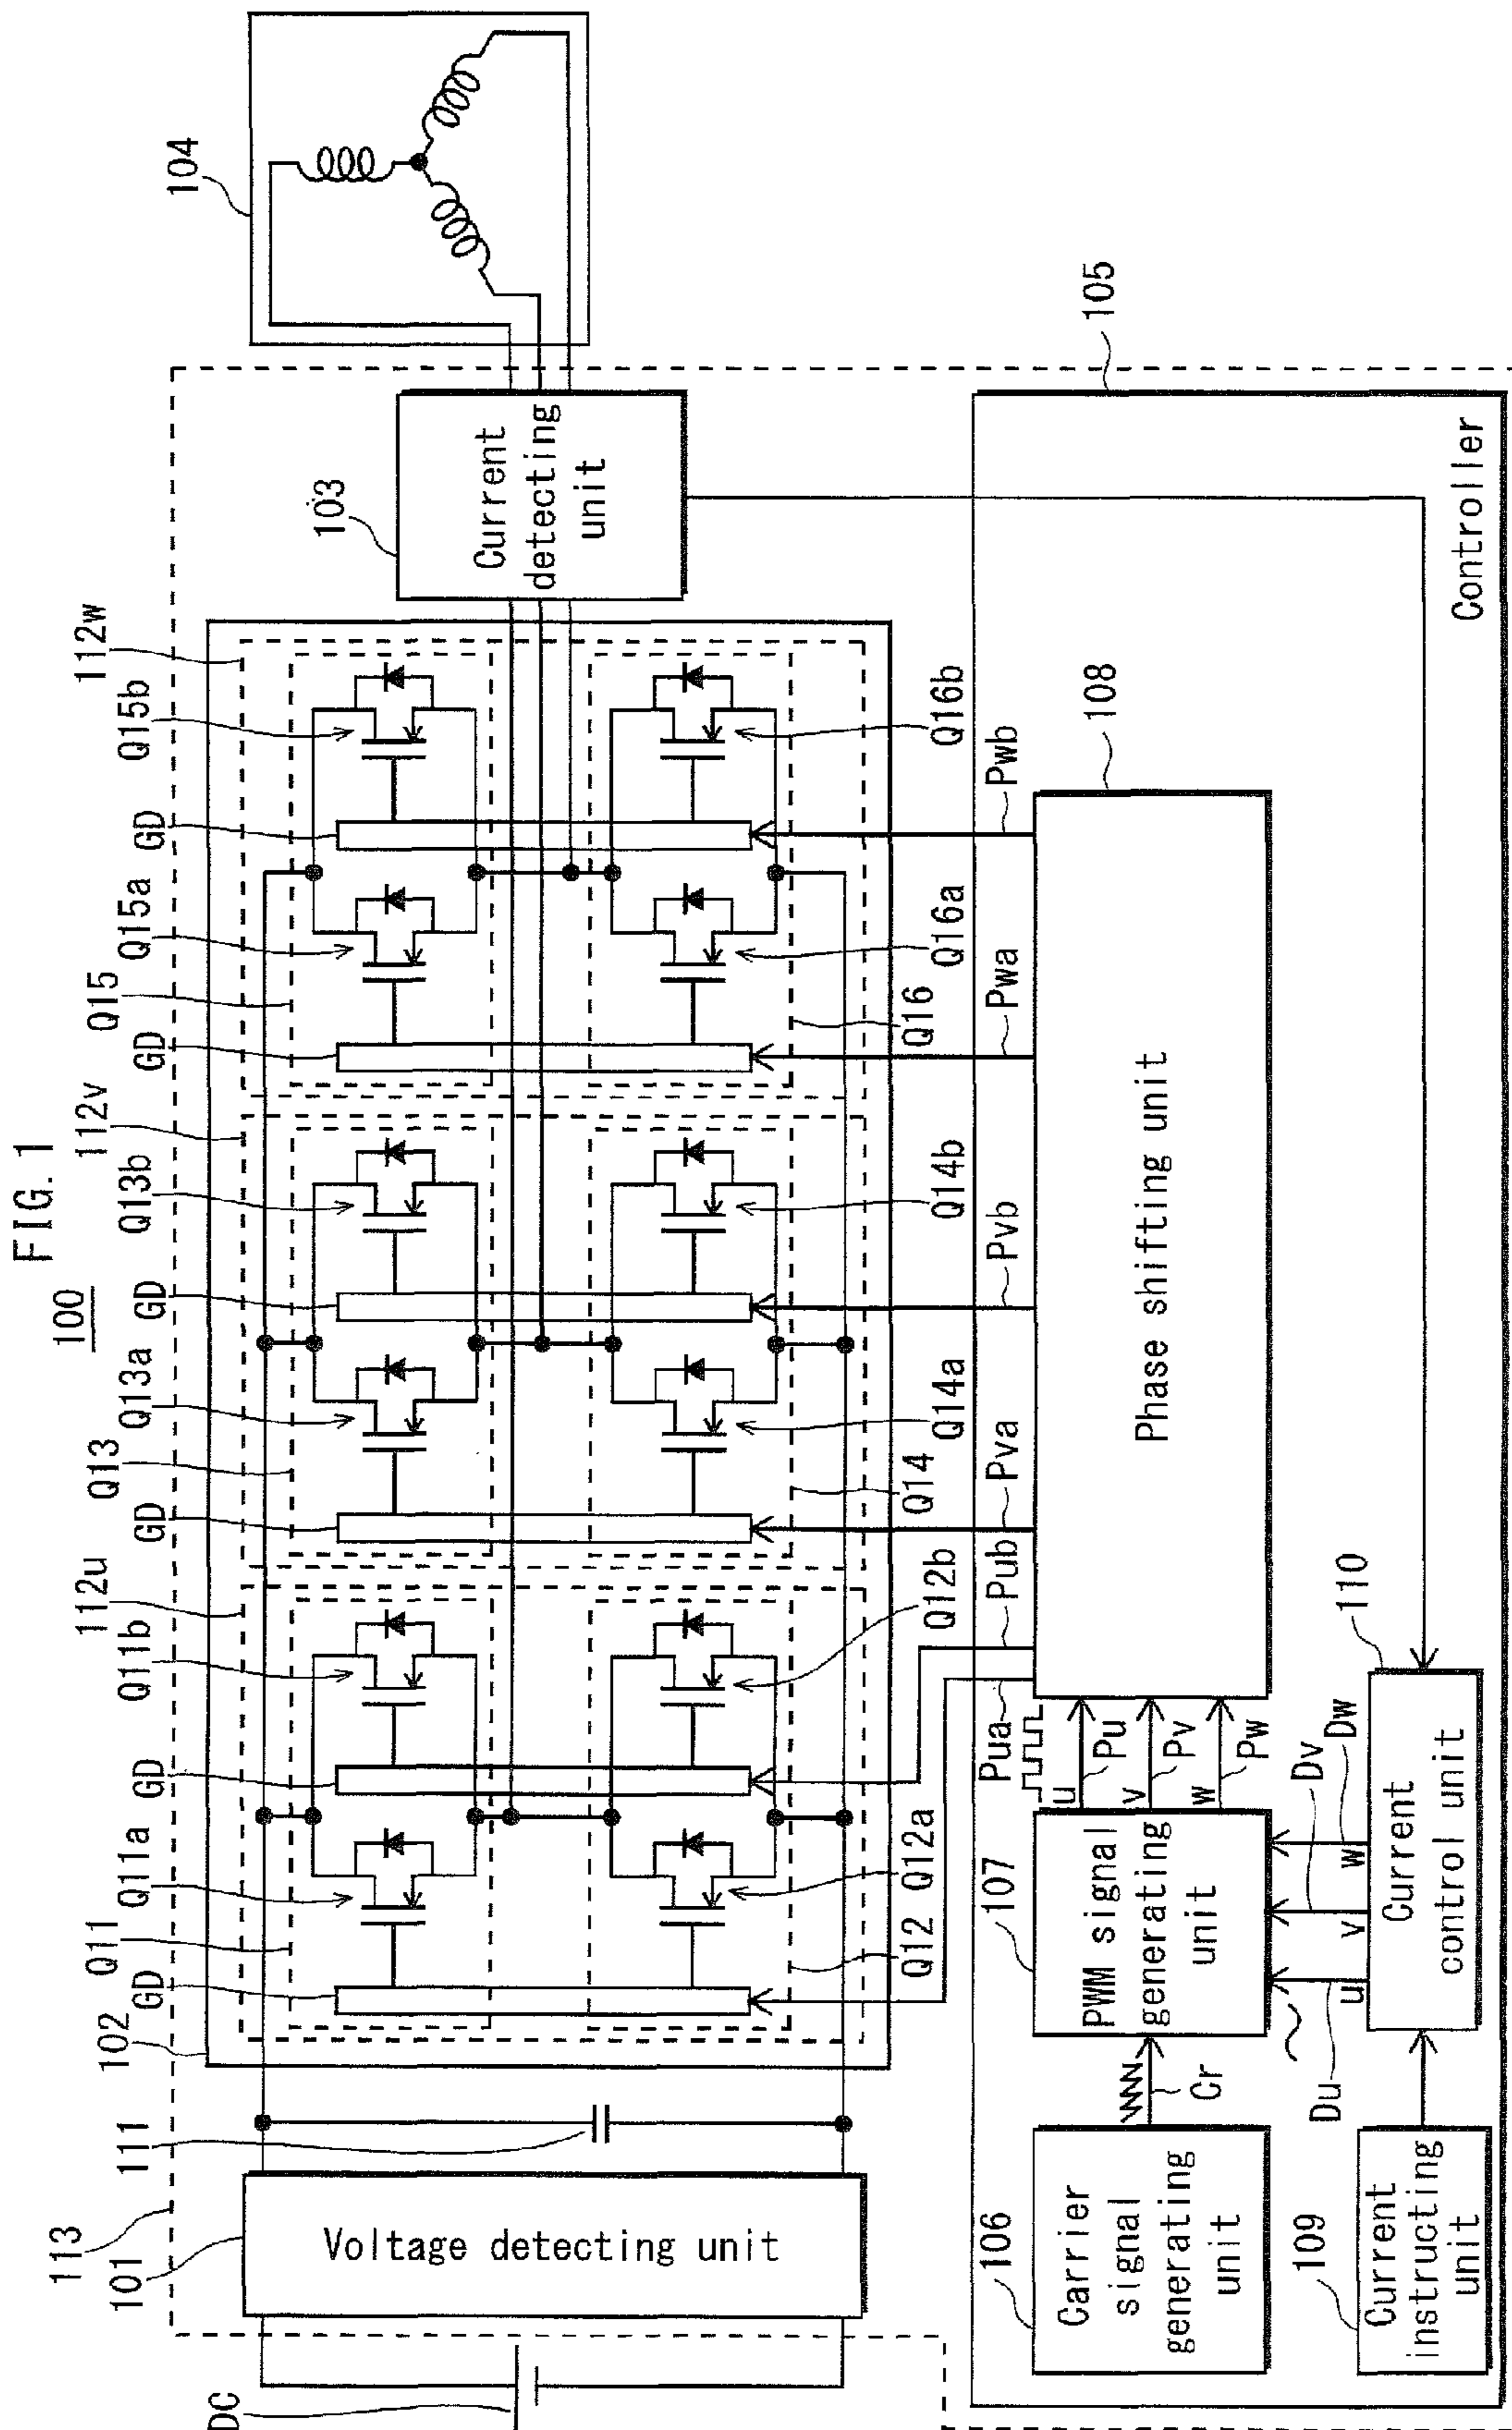 FIG. 1
100
113
102
Q11
Q11a
Q11b
112u
Q13
Q13a
Q13b
112v
Q15
Q15a
Q15b
112w
104
GD
GD
GD
GD
GD
GD
101
111
103
DC
Voltage detecting unit
Current
detecting
unit
Q12
Q12a
Q12b
Q14
Q14a
Q14b
Q16
Q16a
Q16b
Pua
Pub
Pva
Pvb
Pwa
Pwb
106
107
108
105
Carrier
signal
generating
unit
Cr
PWM signal
generating
unit
u
Pu
v
Pv
w
Pw
Phase shifting unit
Du
u
Dv
v
Dw
w
109
110
Current
instructing
unit
Current
control unit
Controller